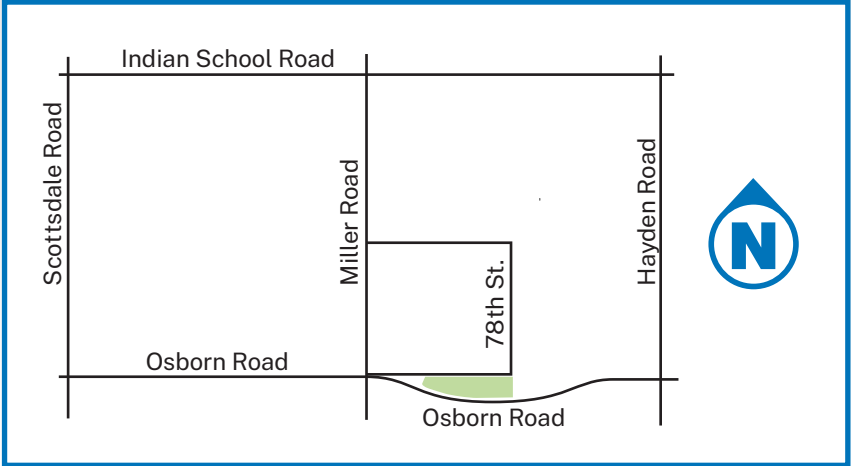 Indian School Road
Scottsdale Road
Miller Road
Hayden Road
N
78th St.
Osborn Road
Osborn Road